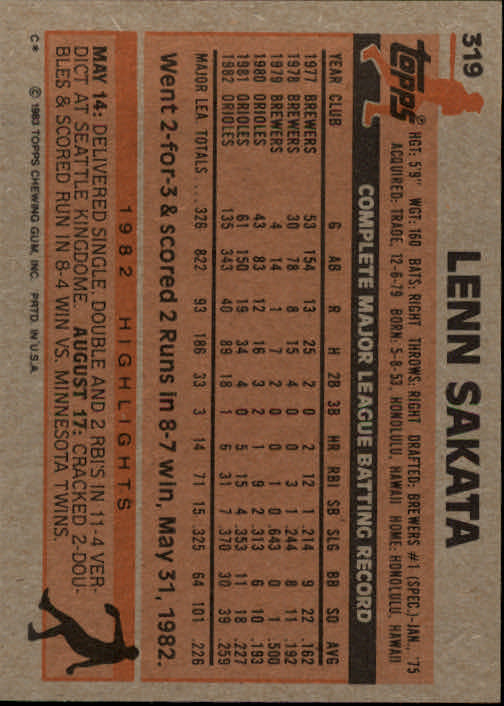 319
LENN SAKATA
topps®
HGT: 5'9" WGT: 160 BATS: RIGHT THROWS: RIGHT DRAFTED: BREWERS #1 (SPEC.)-JAN., '75
ACQUIRED: TRADE, 12-6-79 BORN: 5-8-53, HONOLULU, HAWAII HOME: HONOLULU, HAWAII
COMPLETE MAJOR LEAGUE BATTING RECORD
YEAR CLUB G AB R H 2B 3B HR RBI SB SLG BB SO AVG
1977 BREWERS 53 154 13 25 2 0 2 12 1 .214 9 22 .162
1978 BREWERS 30 78 8 15 4 0 0 3 1 .244 8 11 .192
1979 BREWERS 4 14 1 7 2 0 0 1 0 .643 0 1 .500
1980 ORIOLES 43 83 12 16 3 2 1 9 2 .313 6 10 .193
1981 ORIOLES 61 150 19 34 4 0 5 15 4 .353 11 18 .227
1982 ORIOLES 135 343 40 89 18 1 6 31 7 .370 30 39 .259
MAJOR LEA. TOTALS ... 326 822 93 186 33 3 14 71 15 .325 64 101 .226
Went 2-for-3 & scored 2 Runs in 8-7 win, May 31, 1982.
1982 HIGHLIGHTS
MAY 14: DELIVERED SINGLE, DOUBLE AND 2 RBI'S IN 11-4 VER-
DICT AT SEATTLE KINGDOME. AUGUST 17: CRACKED 2-DOU-
BLES & SCORED RUN IN 8-4 WIN VS. MINNESOTA TWINS.
C* © 1983 TOPPS CHEWING GUM, INC. PRTD. IN U.S.A.